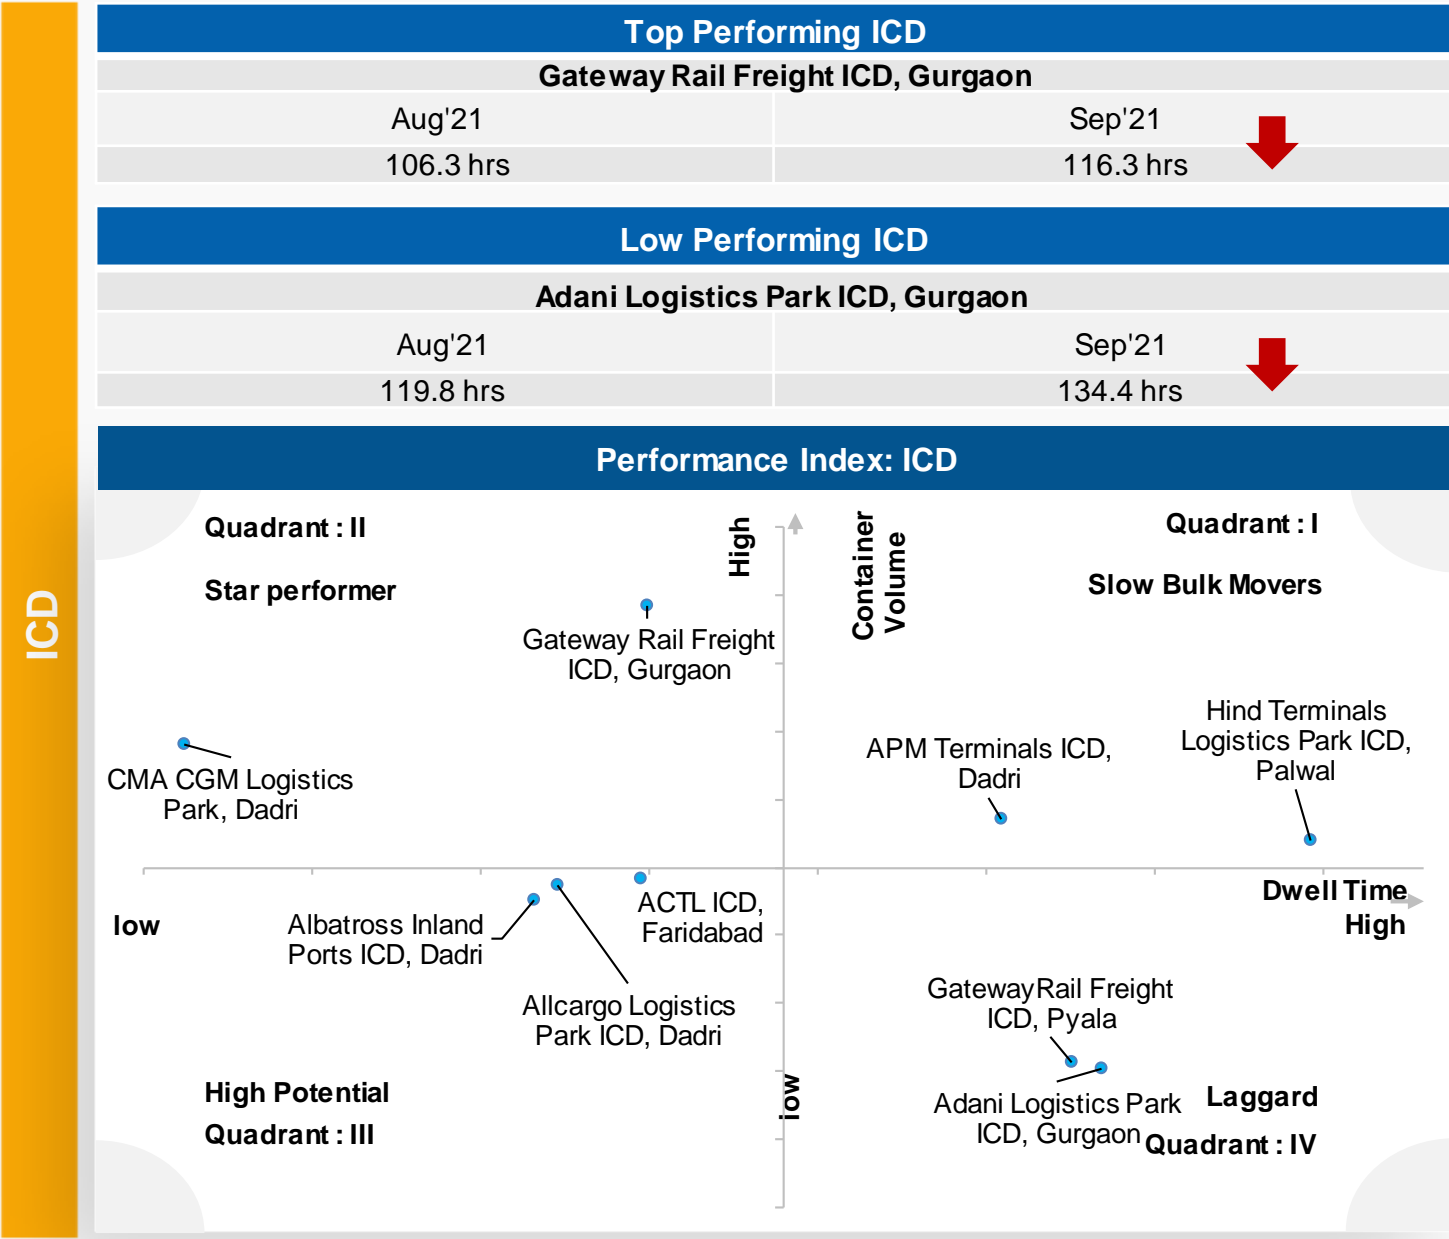 ICD
Top Performing ICD
Gateway Rail Freight ICD, Gurgaon
Aug'21
Sep'21
106.3 hrs
116.3 hrs
Low Performing ICD
Adani Logistics Park ICD, Gurgaon
Aug'21
Sep'21
119.8 hrs
134.4 hrs
Performance Index: ICD
Quadrant : II
Star performer
High
Container
Volume
Quadrant : I
Slow Bulk Movers
Gateway Rail Freight
ICD, Gurgaon
CMA CGM Logistics
Park, Dadri
APM Terminals ICD,
Dadri
Hind Terminals
Logistics Park ICD,
Palwal
low
Albatross Inland
Ports ICD, Dadri
Allcargo Logistics
Park ICD, Dadri
ACTL ICD,
Faridabad
Dwell Time
High
Gateway Rail Freight
ICD, Pyala
Adani Logistics Park
ICD, Gurgaon
High Potential
Quadrant : III
low
Laggard
Quadrant : IV